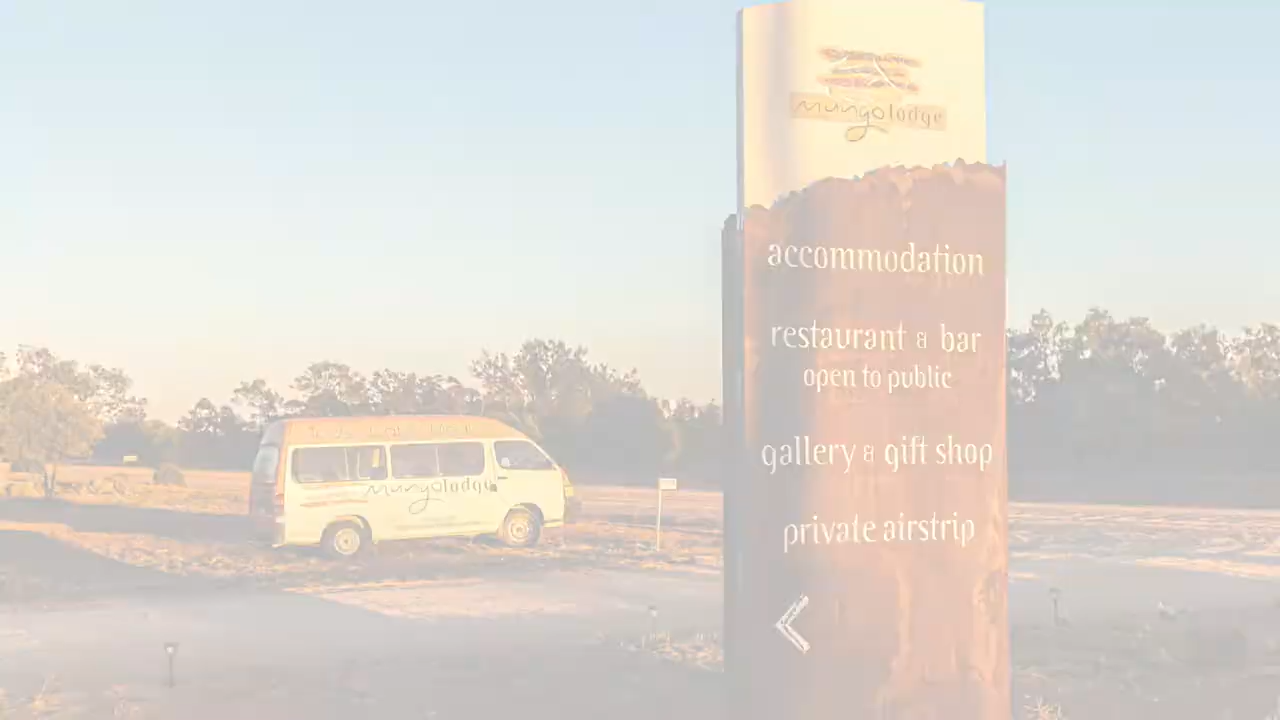 mungolodge
accommodation
restaurant & bar
open to public
gallery & gift shop
private airstrip
mungolodge